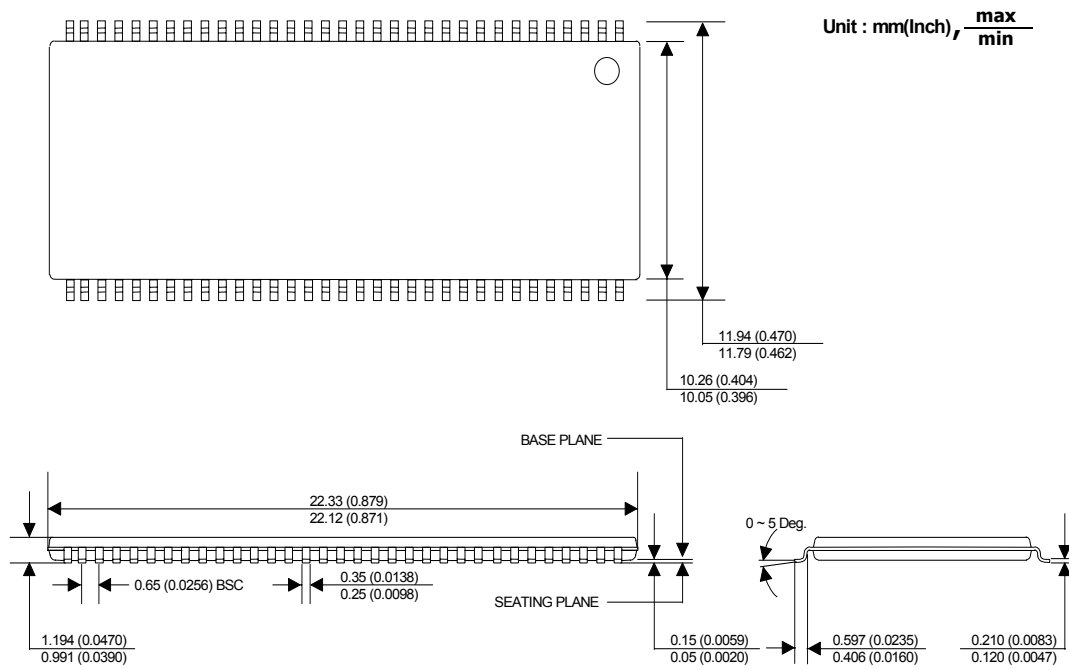 Unit : mm(Inch), max
min
11.94 (0.470)
11.79 (0.462)
10.26 (0.404)
10.05 (0.396)
BASE PLANE
22.33 (0.879)
22.12 (0.871)
0 ~ 5 Deg.
0.65 (0.0256) BSC
0.35 (0.0138)
0.25 (0.0098)
SEATING PLANE
1.194 (0.0470)
0.991 (0.0390)
0.15 (0.0059)
0.05 (0.0020)
0.597 (0.0235)
0.406 (0.0160)
0.210 (0.0083)
0.120 (0.0047)